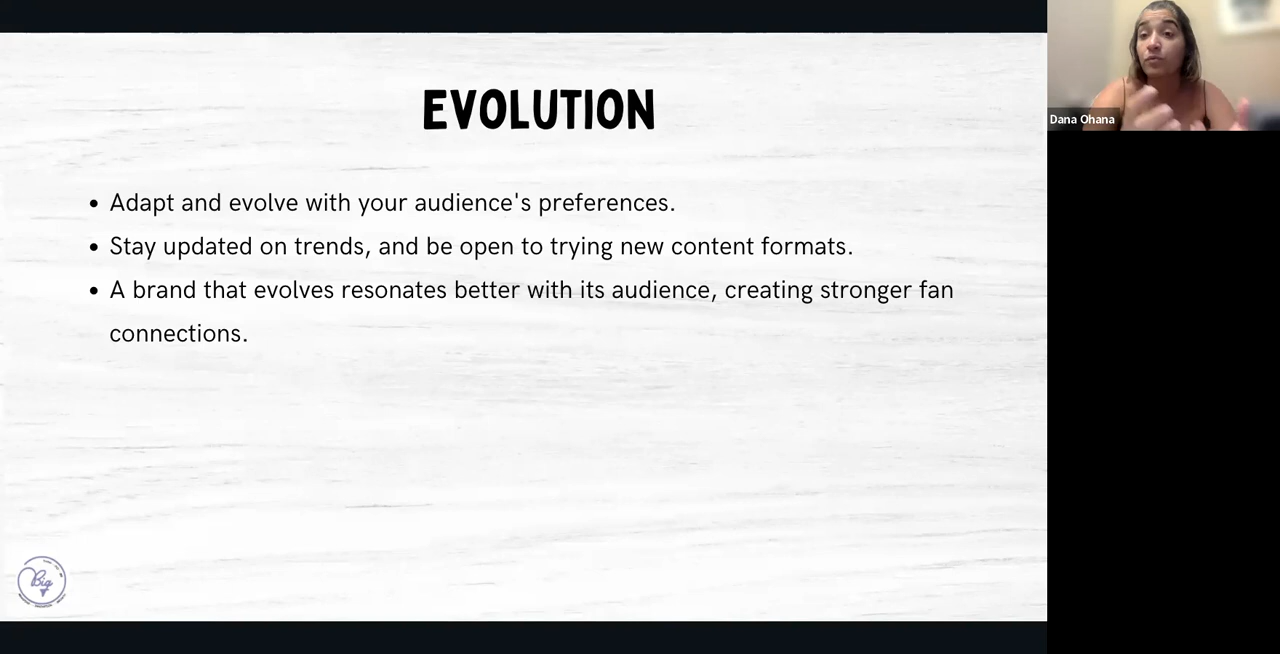 EVOLUTION
• Adapt and evolve with your audience's preferences.
• Stay updated on trends, and be open to trying new content formats.
• A brand that evolves resonates better with its audience, creating stronger fan
connections.
Dana Ohana
Big